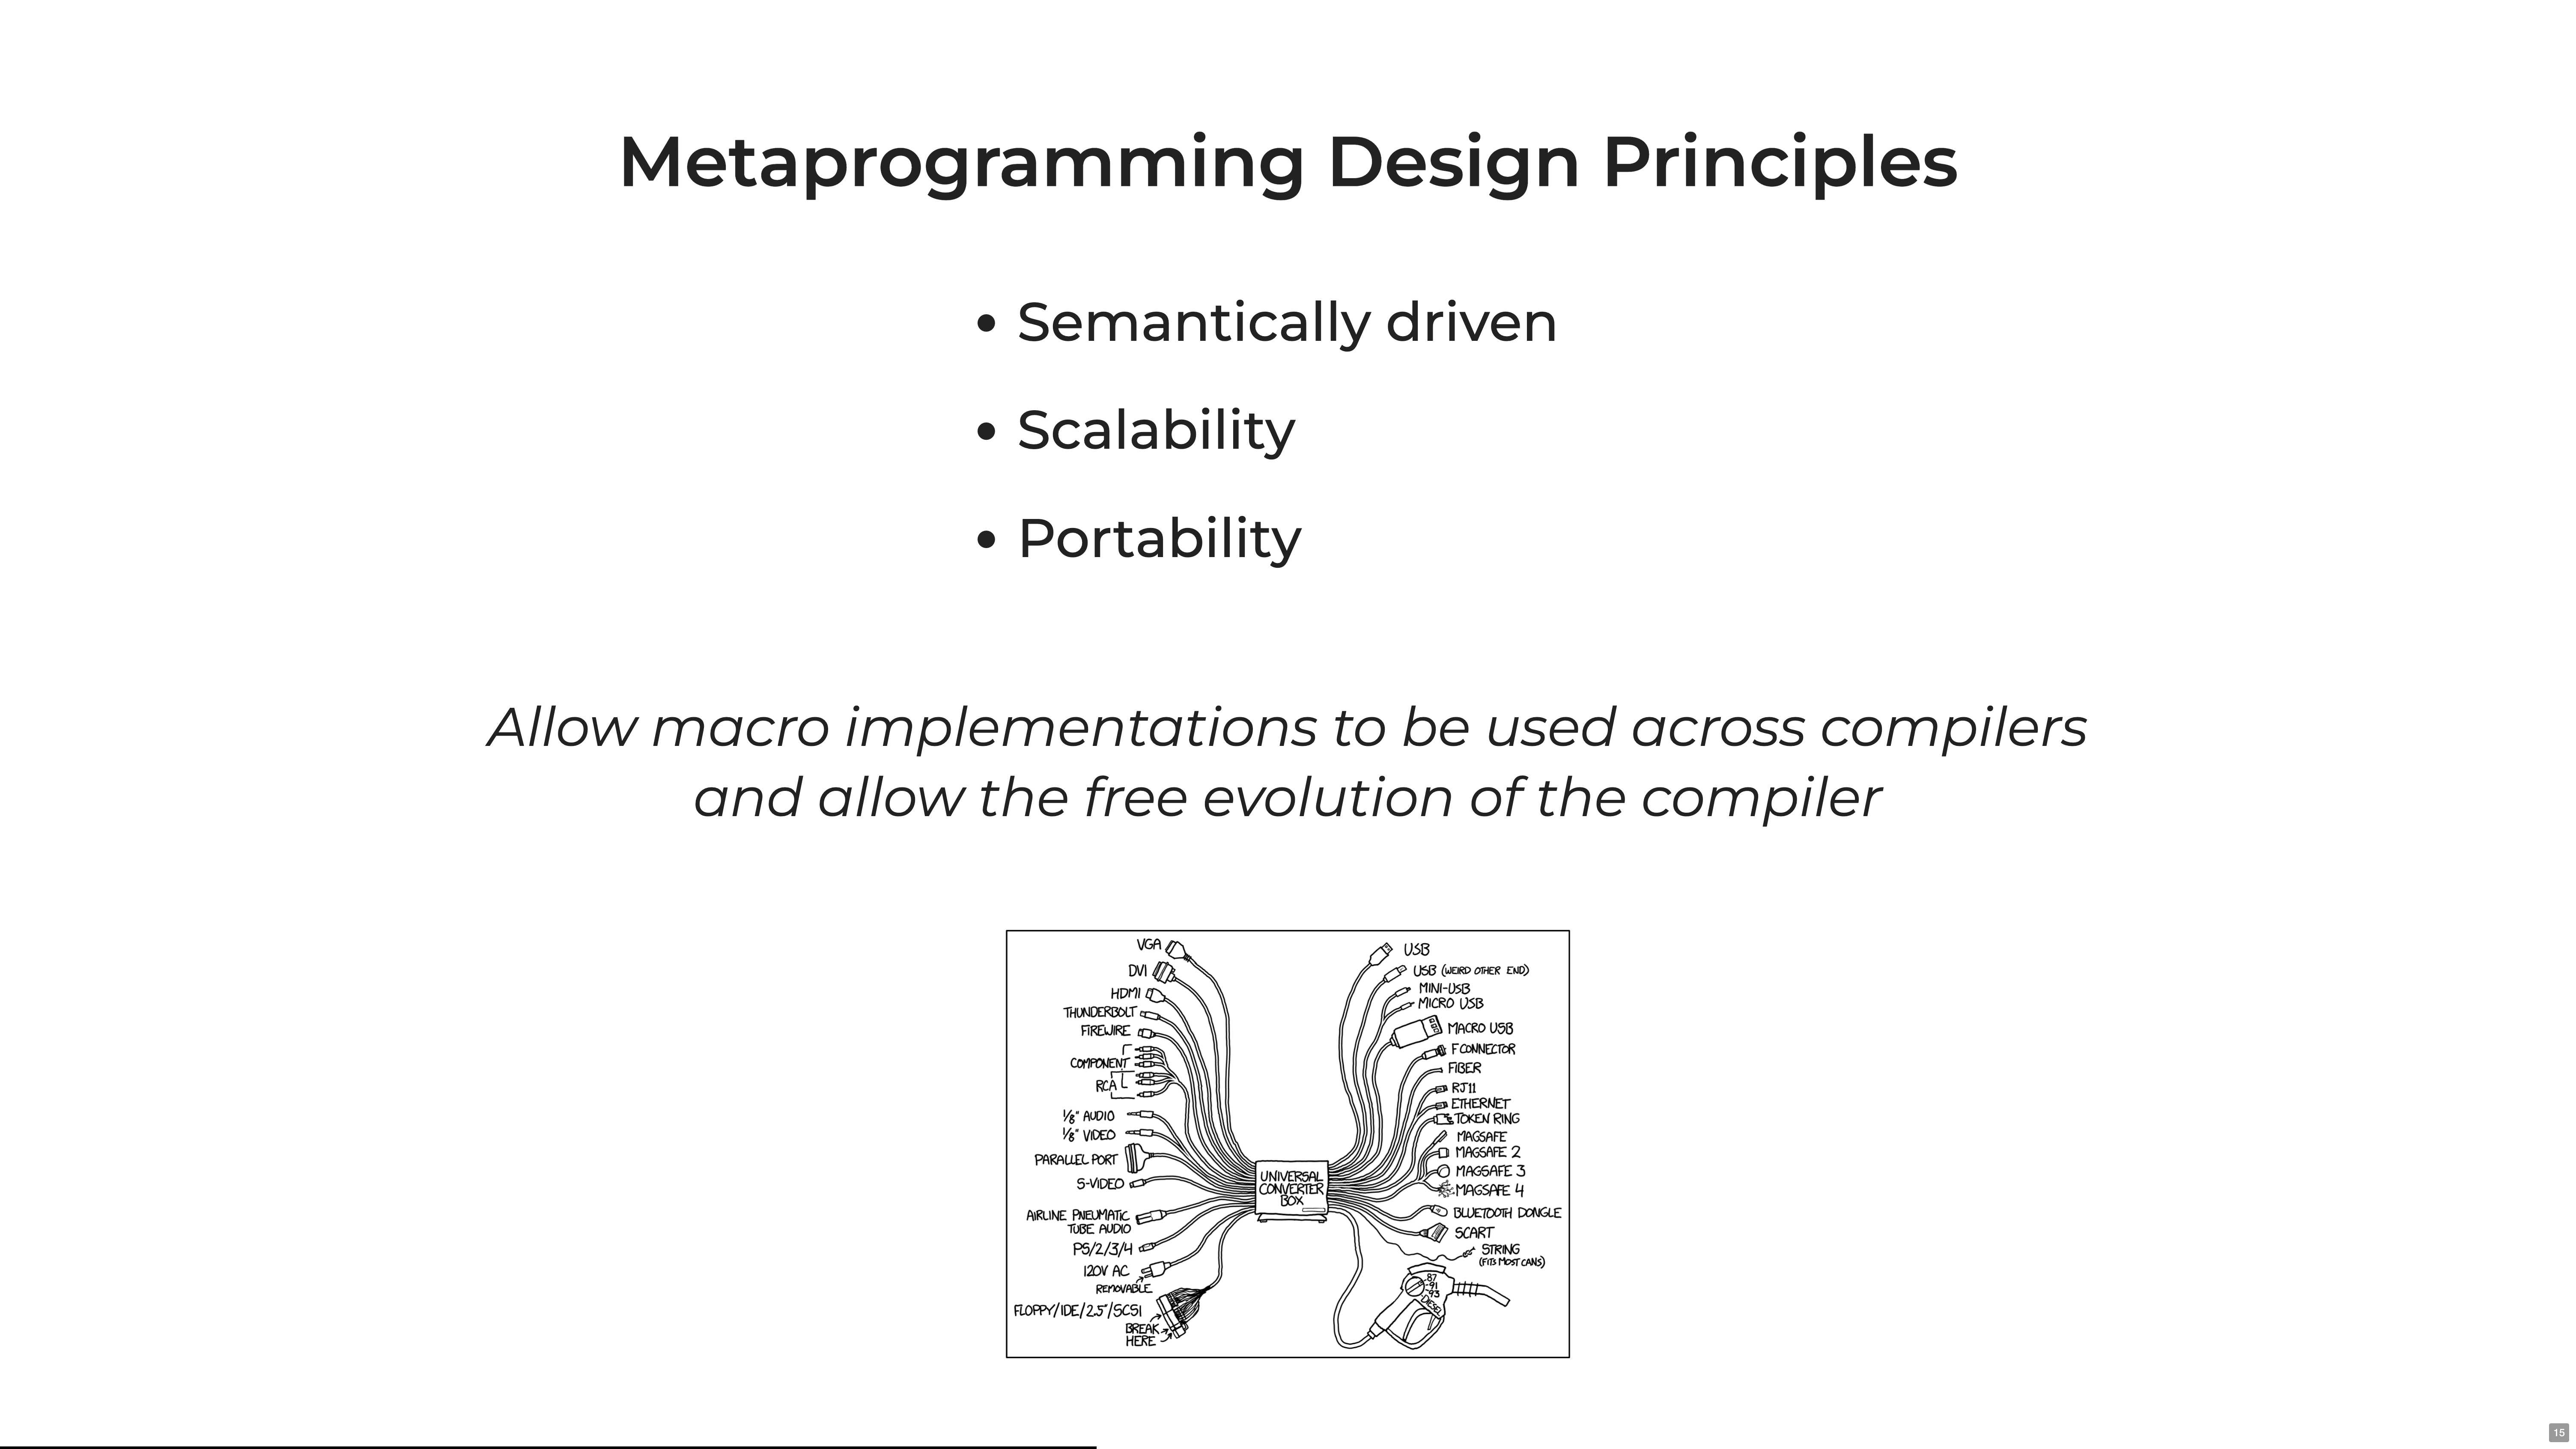 Metaprogramming Design Principles
• Semantically driven
• Scalability
• Portability
Allow macro implementations to be used across compilers
and allow the free evolution of the compiler
VGA
DVI
HDMI
THUNDERBOLT
FIREWIRE
COMPONENT
RCA
1/8" AUDIO
1/8" VIDEO
PARALLEL PORT
S-VIDEO
AIRLINE PNEUMATIC
TUBE AUDIO
PS/2/3/4
120V AC
REMOVABLE
FLOPPY/IDE/2.5"/SCSI
BREAK
HERE
UNIVERSAL
CONVERTER
BOX
USB
USB (WEIRD OTHER END)
MINI-USB
MICRO USB
MACRO USB
F CONNECTOR
FIBER
RJ11
ETHERNET
TOKEN RING
MAGSAFE
MAGSAFE 2
MAGSAFE 3
MAGSAFE 4
BLUETOOTH DONGLE
SCART
STRING
(FITS MOST CANS)
87
91
93
DIESEL
15